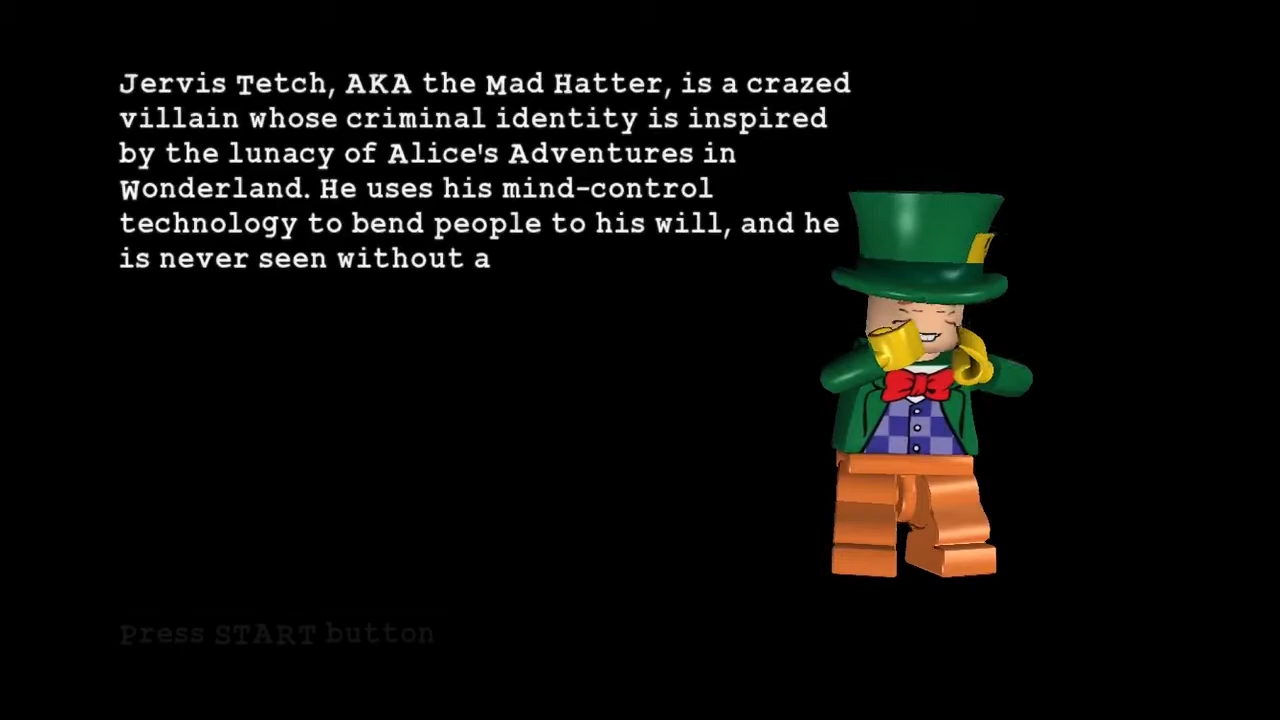 Jervis Tetch, AKA the Mad Hatter, is a crazed
villain whose criminal identity is inspired
by the lunacy of Alice's Adventures in
Wonderland. He uses his mind-control
technology to bend people to his will, and he
is never seen without a
Press START button